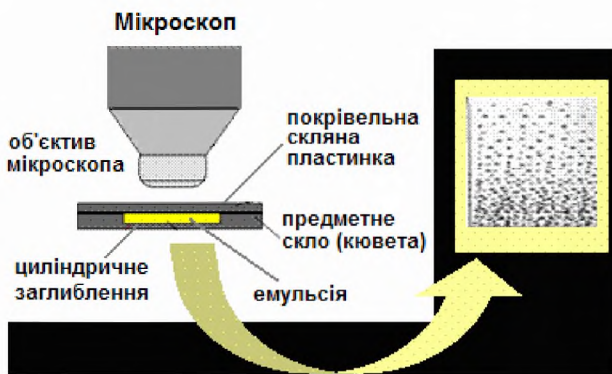 Мікроскоп
об'єктив
мікроскопа
покрівельна
скляна
пластинка
предметне
скло (кювета)
циліндричне
заглиблення
емульсія